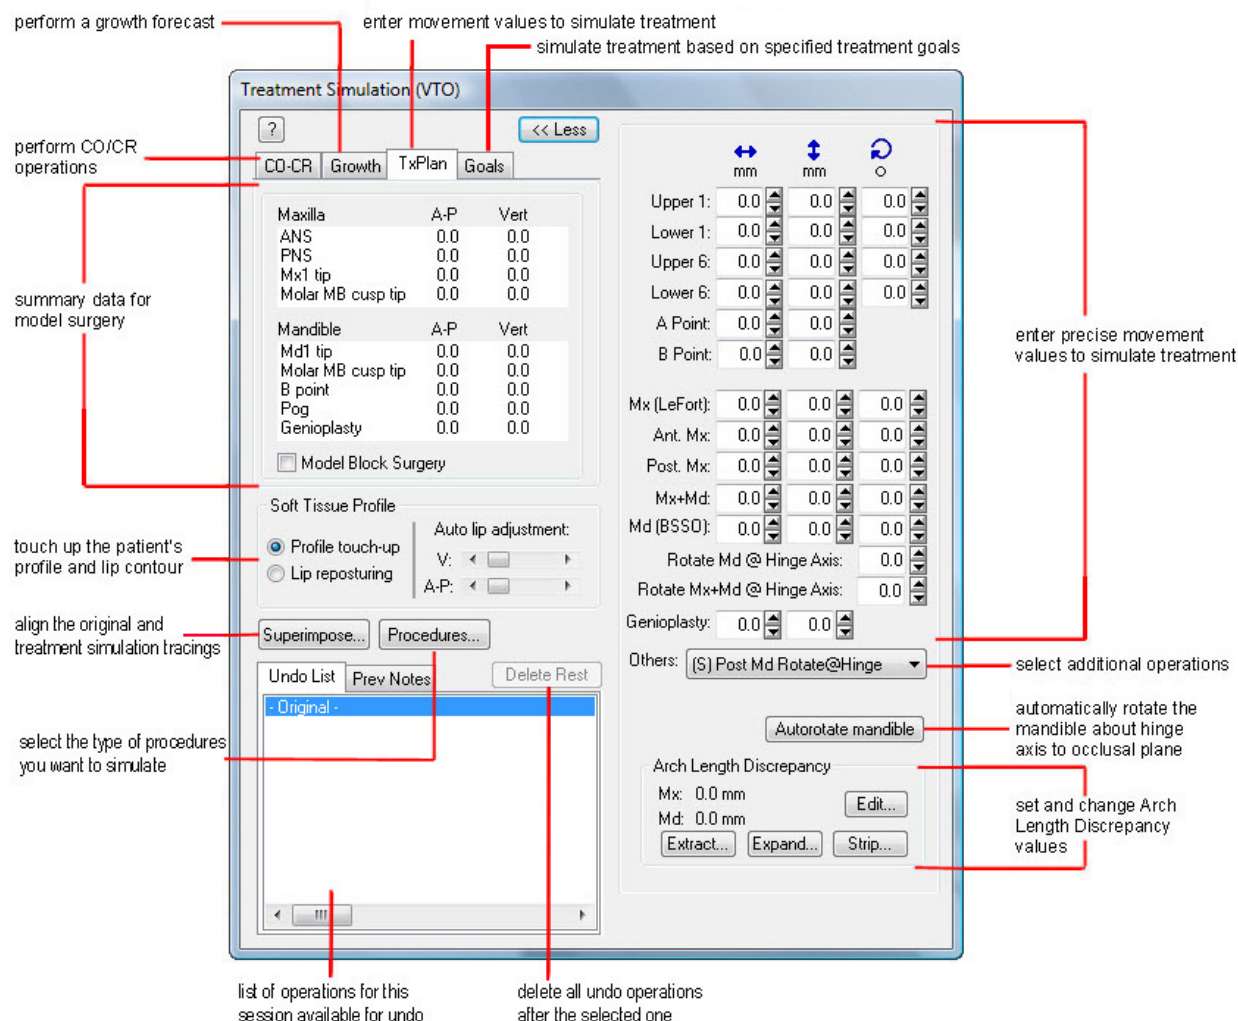 perform a growth forecast
enter movement values to simulate treatment
simulate treatment based on specified treatment goals
Treatment Simulation (VTO)
?
<< Less
perform CO/CR
operations
CO-CR Growth TxPlan Goals
Maxilla A-P Vert
ANS 0.0 0.0
PNS 0.0 0.0
Mx1 tip 0.0 0.0
Molar MB cusp tip 0.0 0.0
summary data for
model surgery
Mandible A-P Vert
Md1 tip 0.0 0.0
Molar MB cusp tip 0.0 0.0
B point 0.0 0.0
Pog 0.0 0.0
Genioplasty 0.0 0.0
Model Block Surgery
Soft Tissue Profile
Profile touch-up
Lip reposturing
Auto lip adjustment:
V:
A-P:
touch up the patient's
profile and lip contour
align the original and
treatment simulation tracings
Superimpose... Procedures...
Undo List Prev Notes Delete Rest
- Original -
select the type of procedures
you want to simulate
list of operations for this
session available for undo
delete all undo operations
after the selected one
mm mm
Upper 1: 0.0 0.0 0.0
Lower 1: 0.0 0.0 0.0
Upper 6: 0.0 0.0 0.0
Lower 6: 0.0 0.0 0.0
A Point: 0.0 0.0
B Point: 0.0 0.0
enter precise movement
values to simulate treatment
Mx (LeFort): 0.0 0.0 0.0
Ant. Mx: 0.0 0.0 0.0
Post. Mx: 0.0 0.0 0.0
Mx+Md: 0.0 0.0 0.0
Md (BSSO): 0.0 0.0 0.0
Rotate Md @ Hinge Axis: 0.0
Rotate Mx+Md @ Hinge Axis: 0.0
Genioplasty: 0.0 0.0
Others: (S) Post Md Rotate@Hinge
select additional operations
Autorotate mandible
automatically rotate the
mandible about hinge
axis to occlusal plane
Arch Length Discrepancy
Mx: 0.0 mm
Md: 0.0 mm
Edit...
Extract... Expand... Strip...
set and change Arch
Length Discrepancy
values